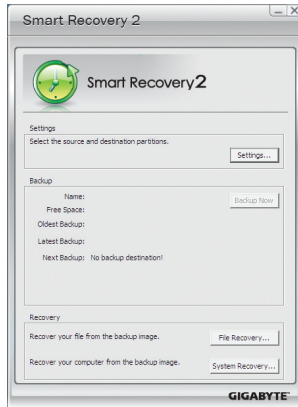 Smart Recovery 2
Smart Recovery2
Settings
Select the source and destination partitions.
Settings...
Backup
Name:
Backup Now
Free Space:
Oldest Backup:
Latest Backup:
Next Backup: No backup destination!
Recovery
Recover your file from the backup image.
File Recovery...
Recover your computer from the backup image.
System Recovery...
GIGABYTE™